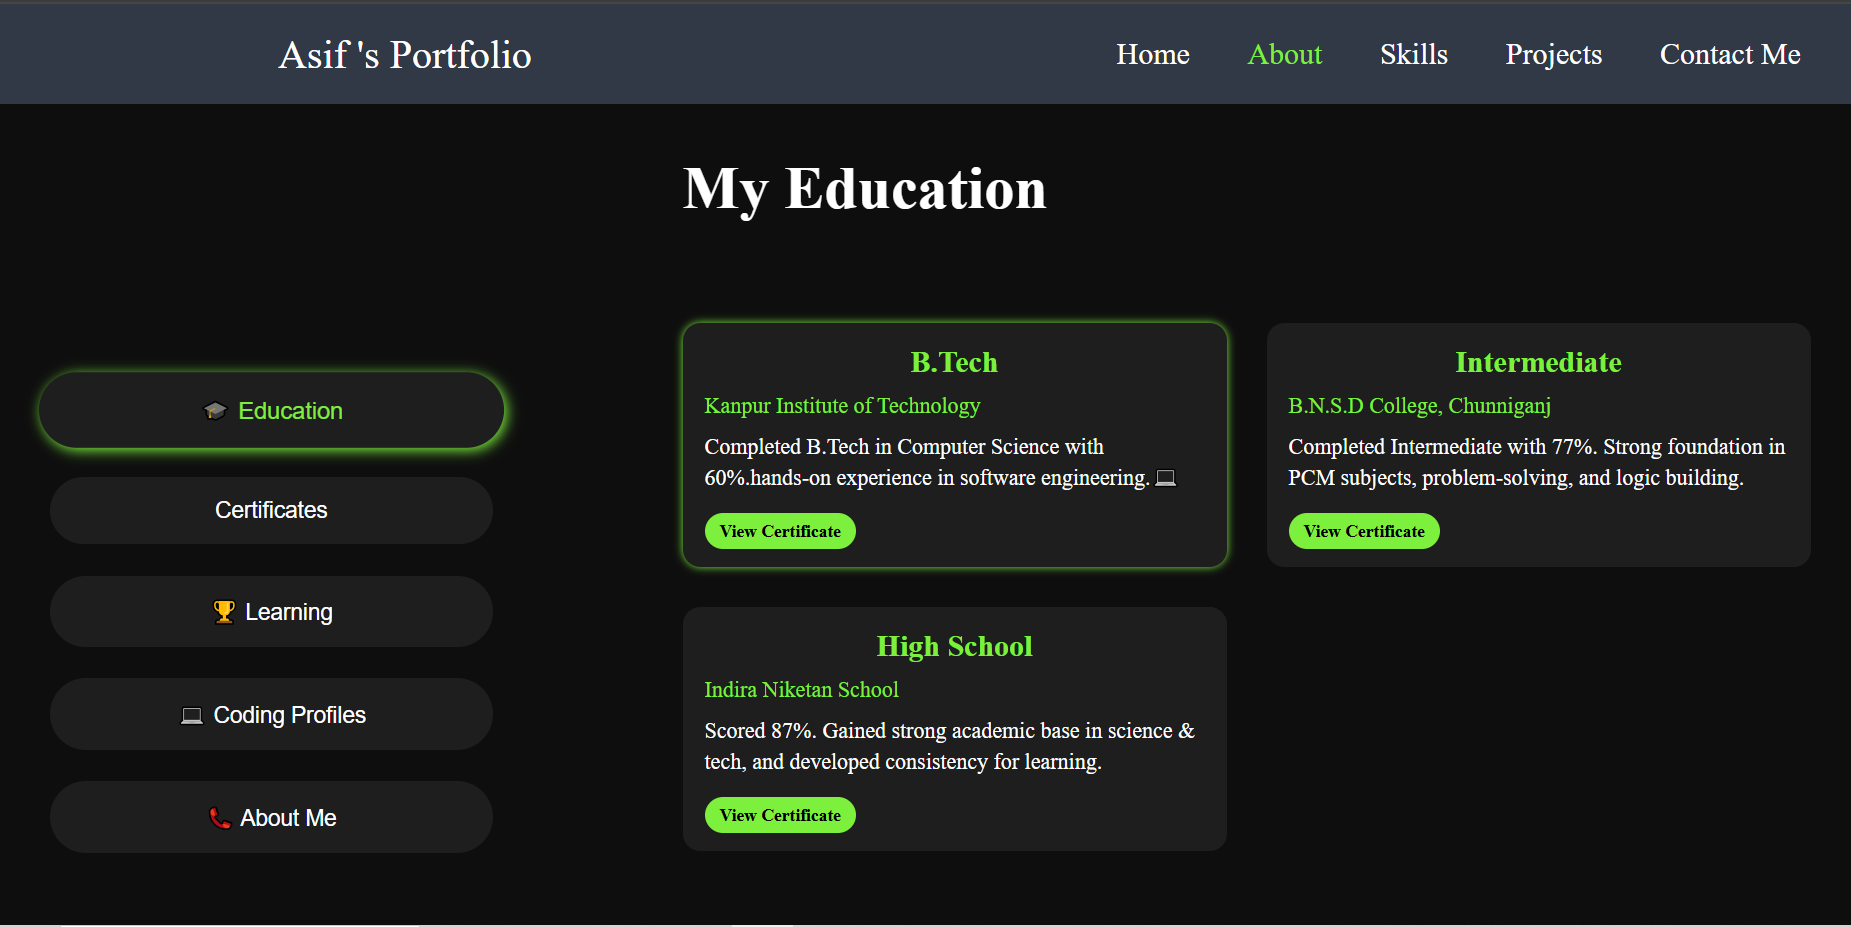 Asif 's Portfolio
Home
About
Skills
Projects
Contact Me
My Education
🎓 Education
Certificates
🏆 Learning
💻 Coding Profiles
📞 About Me
B.Tech
Kanpur Institute of Technology
Completed B.Tech in Computer Science with
60%.hands-on experience in software engineering. 💻
View Certificate
Intermediate
B.N.S.D College, Chunniganj
Completed Intermediate with 77%. Strong foundation in
PCM subjects, problem-solving, and logic building.
View Certificate
High School
Indira Niketan School
Scored 87%. Gained strong academic base in science &
tech, and developed consistency for learning.
View Certificate